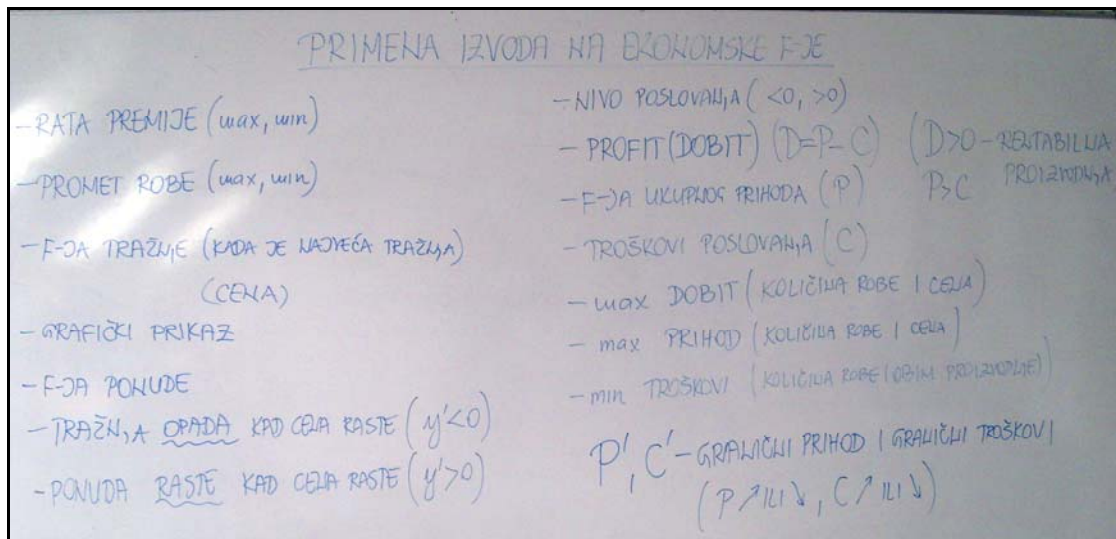 PRIMENA IZVODA NA EKONOMSKE F-JE
- RATA PREMIJE (max, min)
- PROMET ROBE (max, min)
- F-JA TRAŽNJE (KADA JE NAJVEĆA TRAŽNJA)
(CENA)
- GRAFIČKI PRIKAZ
- F-JA PONUDE
- TRAŽNJA OPADA KAD CENA RASTE (y'<0)
- PONUDA RASTE KAD CENA RASTE (y'>0)
- NIVO POSLOVANJA ( <0, >0)
- PROFIT (DOBIT) (D=P-C) (D>0 - RENTABILNA
PROIZVODNJA
- F-JA UKUPNOG PRIHODA (P) P>C
- TROŠKOVI POSLOVANJA (C)
- max DOBIT (KOLIČINA ROBE I CENA)
- max PRIHOD (KOLIČINA ROBE I CENA)
- min TROŠKOVI (KOLIČINA ROBE (OBIM PROIZVODNJE)
P', C' - GRANIČNI PRIHOD I GRANIČNI TROŠKOVI
(P ↗ ILI ↘, C ↗ ILI ↘)